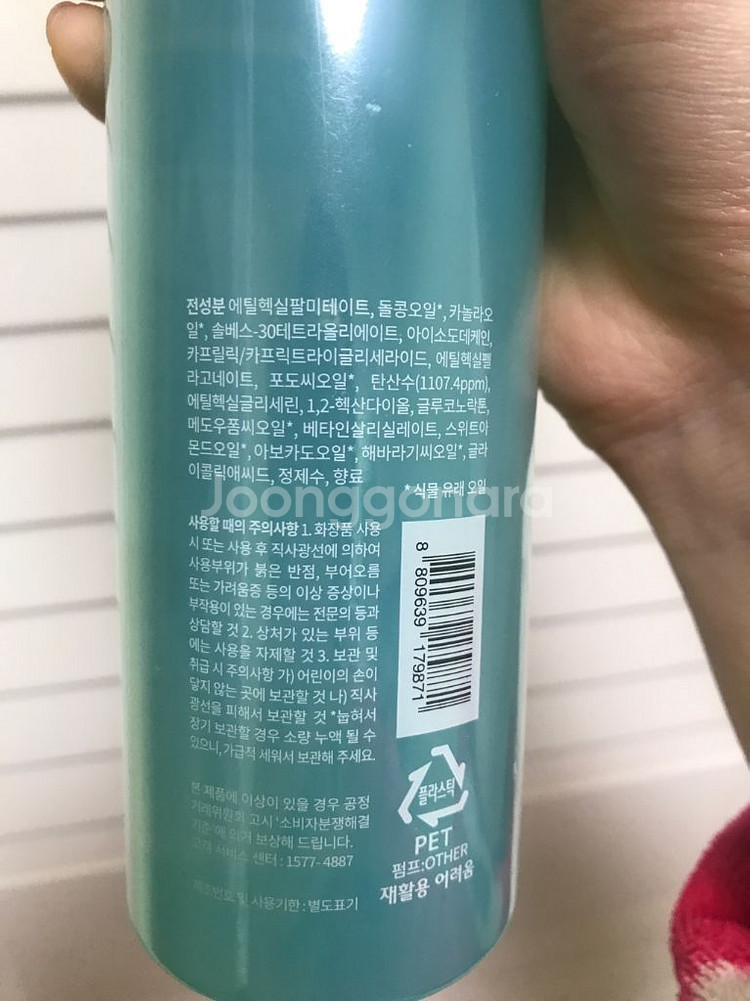 전성분 에틸헥실팔미테이트, 돌콩오일*, 카놀라오
일*, 솔베스-30테트라올리에이트, 아이소도데케인,
카프릴릭/카프릭트라이글리세라이드, 에틸헥실펠
라고네이트, 포도씨오일*, 탄산수(1107.4ppm),
에틸헥실글리세린, 1,2-헥산다이올, 글루코노락톤,
메도우폼씨오일*, 베타인살리실레이트, 스위트아
몬드오일*, 아보카도오일*, 해바라기씨오일*, 글라
이콜릭애씨드, 정제수, 향료
* 식물 유래 오일
Joonggonara
사용할 때의 주의사항 1. 화장품 사용
시 또는 사용 후 직사광선에 의하여
사용부위가 붉은 반점, 부어오름
또는 가려움증 등의 이상 증상이나
부작용이 있는 경우에는 전문의 등과
상담할 것 2. 상처가 있는 부위 등
에는 사용을 자제할 것 3. 보관 및
취급 시 주의사항 가) 어린이의 손이
닿지 않는 곳에 보관할 것 나) 직사
광선을 피해서 보관할 것 *눕혀서
장기 보관할 경우 소량 누액 될 수
있으니, 가급적 세워서 보관해 주세요.
본 제품에 이상이 있을 경우 공정
거래위원회 고시 '소비자분쟁해결
기준'에 의거 보상해 드립니다.
고객 서비스 센터 : 1577- 4887
제조번호 및 사용기한 : 별도표기
8 809639 179871
플라스틱
PET
펌프:OTHER
재활용 어려움